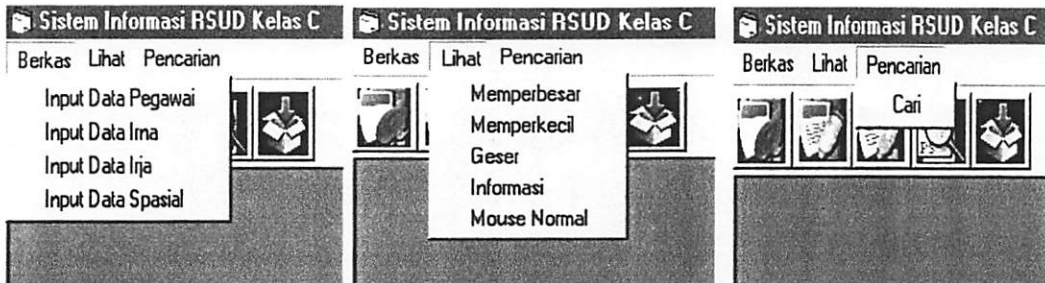 Sistem Informasi RSUD Kelas C
Berkas Lihat Pencarian
Input Data Pegawai
Input Data Irna
Input Data Irja
Input Data Spasial
Sistem Informasi RSUD Kelas C
Berkas Lihat Pencarian
Memperbesar
Memperkecil
Geser
Informasi
Mouse Normal
Sistem Informasi RSUD Kelas C
Berkas Lihat Pencarian
Cari